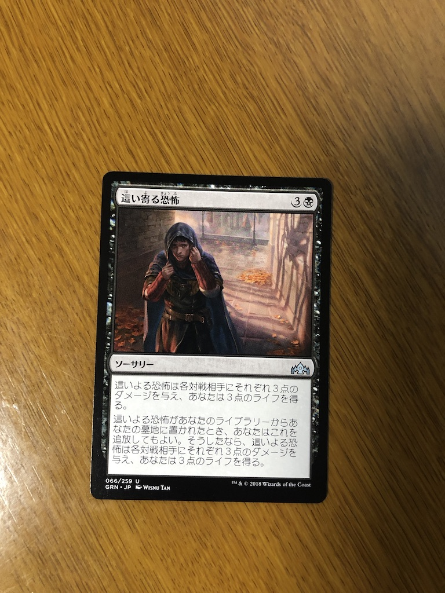 這い寄る恐怖 3
ソーサリー
這いよる恐怖は各対戦相手にそれぞれ３点の
ダメージを与え、あなたは３点のライフを得
る。
這いよる恐怖があなたのライブラリーからあ
なたの墓地に置かれたとき、あなたはこれを
追放してもよい。そうしたなら、這いよる恐
怖は各対戦相手にそれぞれ３点のダメージを
与え、あなたは３点のライフを得る。
066/259 U
GRN • JP Wisnu Tan
™ & © 2018 Wizards of the Coast